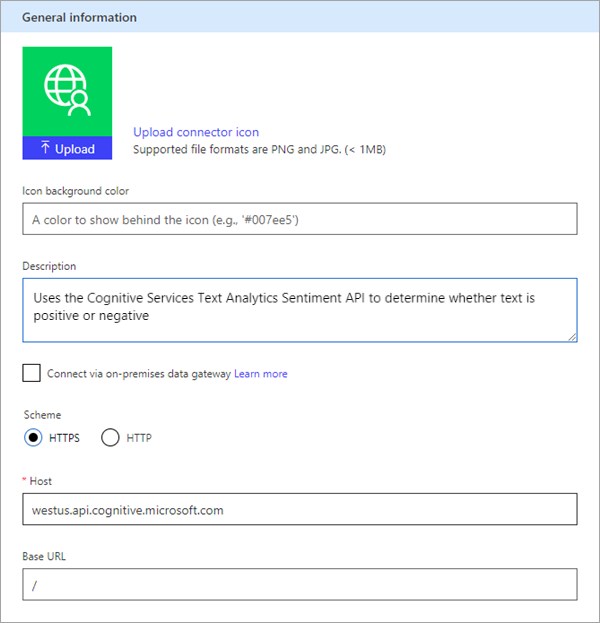 General information
Upload
Upload connector icon
Supported file formats are PNG and JPG. (< 1MB)
Icon background color
A color to show behind the icon (e.g., '#007ee5')
Description
Uses the Cognitive Services Text Analytics Sentiment API to determine whether text is
positive or negative
Connect via on-premises data gateway Learn more
Scheme
HTTPS HTTP
* Host
westus.api.cognitive.microsoft.com
Base URL
/